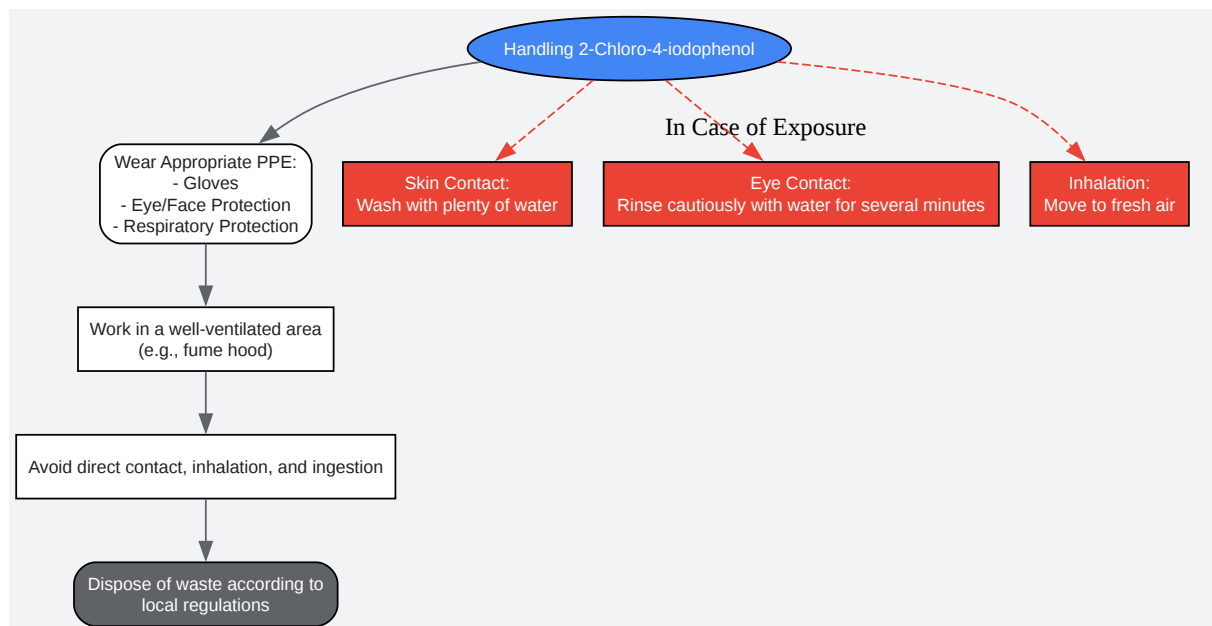 Handling 2-Chloro-4-iodophenol
In Case of Exposure
Wear Appropriate PPE:
- Gloves
- Eye/Face Protection
- Respiratory Protection
Skin Contact:
Wash with plenty of water
Eye Contact:
Rinse cautiously with water for several minutes
Inhalation:
Move to fresh air
Work in a well-ventilated area
(e.g., fume hood)
Avoid direct contact, inhalation, and ingestion
Dispose of waste according to
local regulations